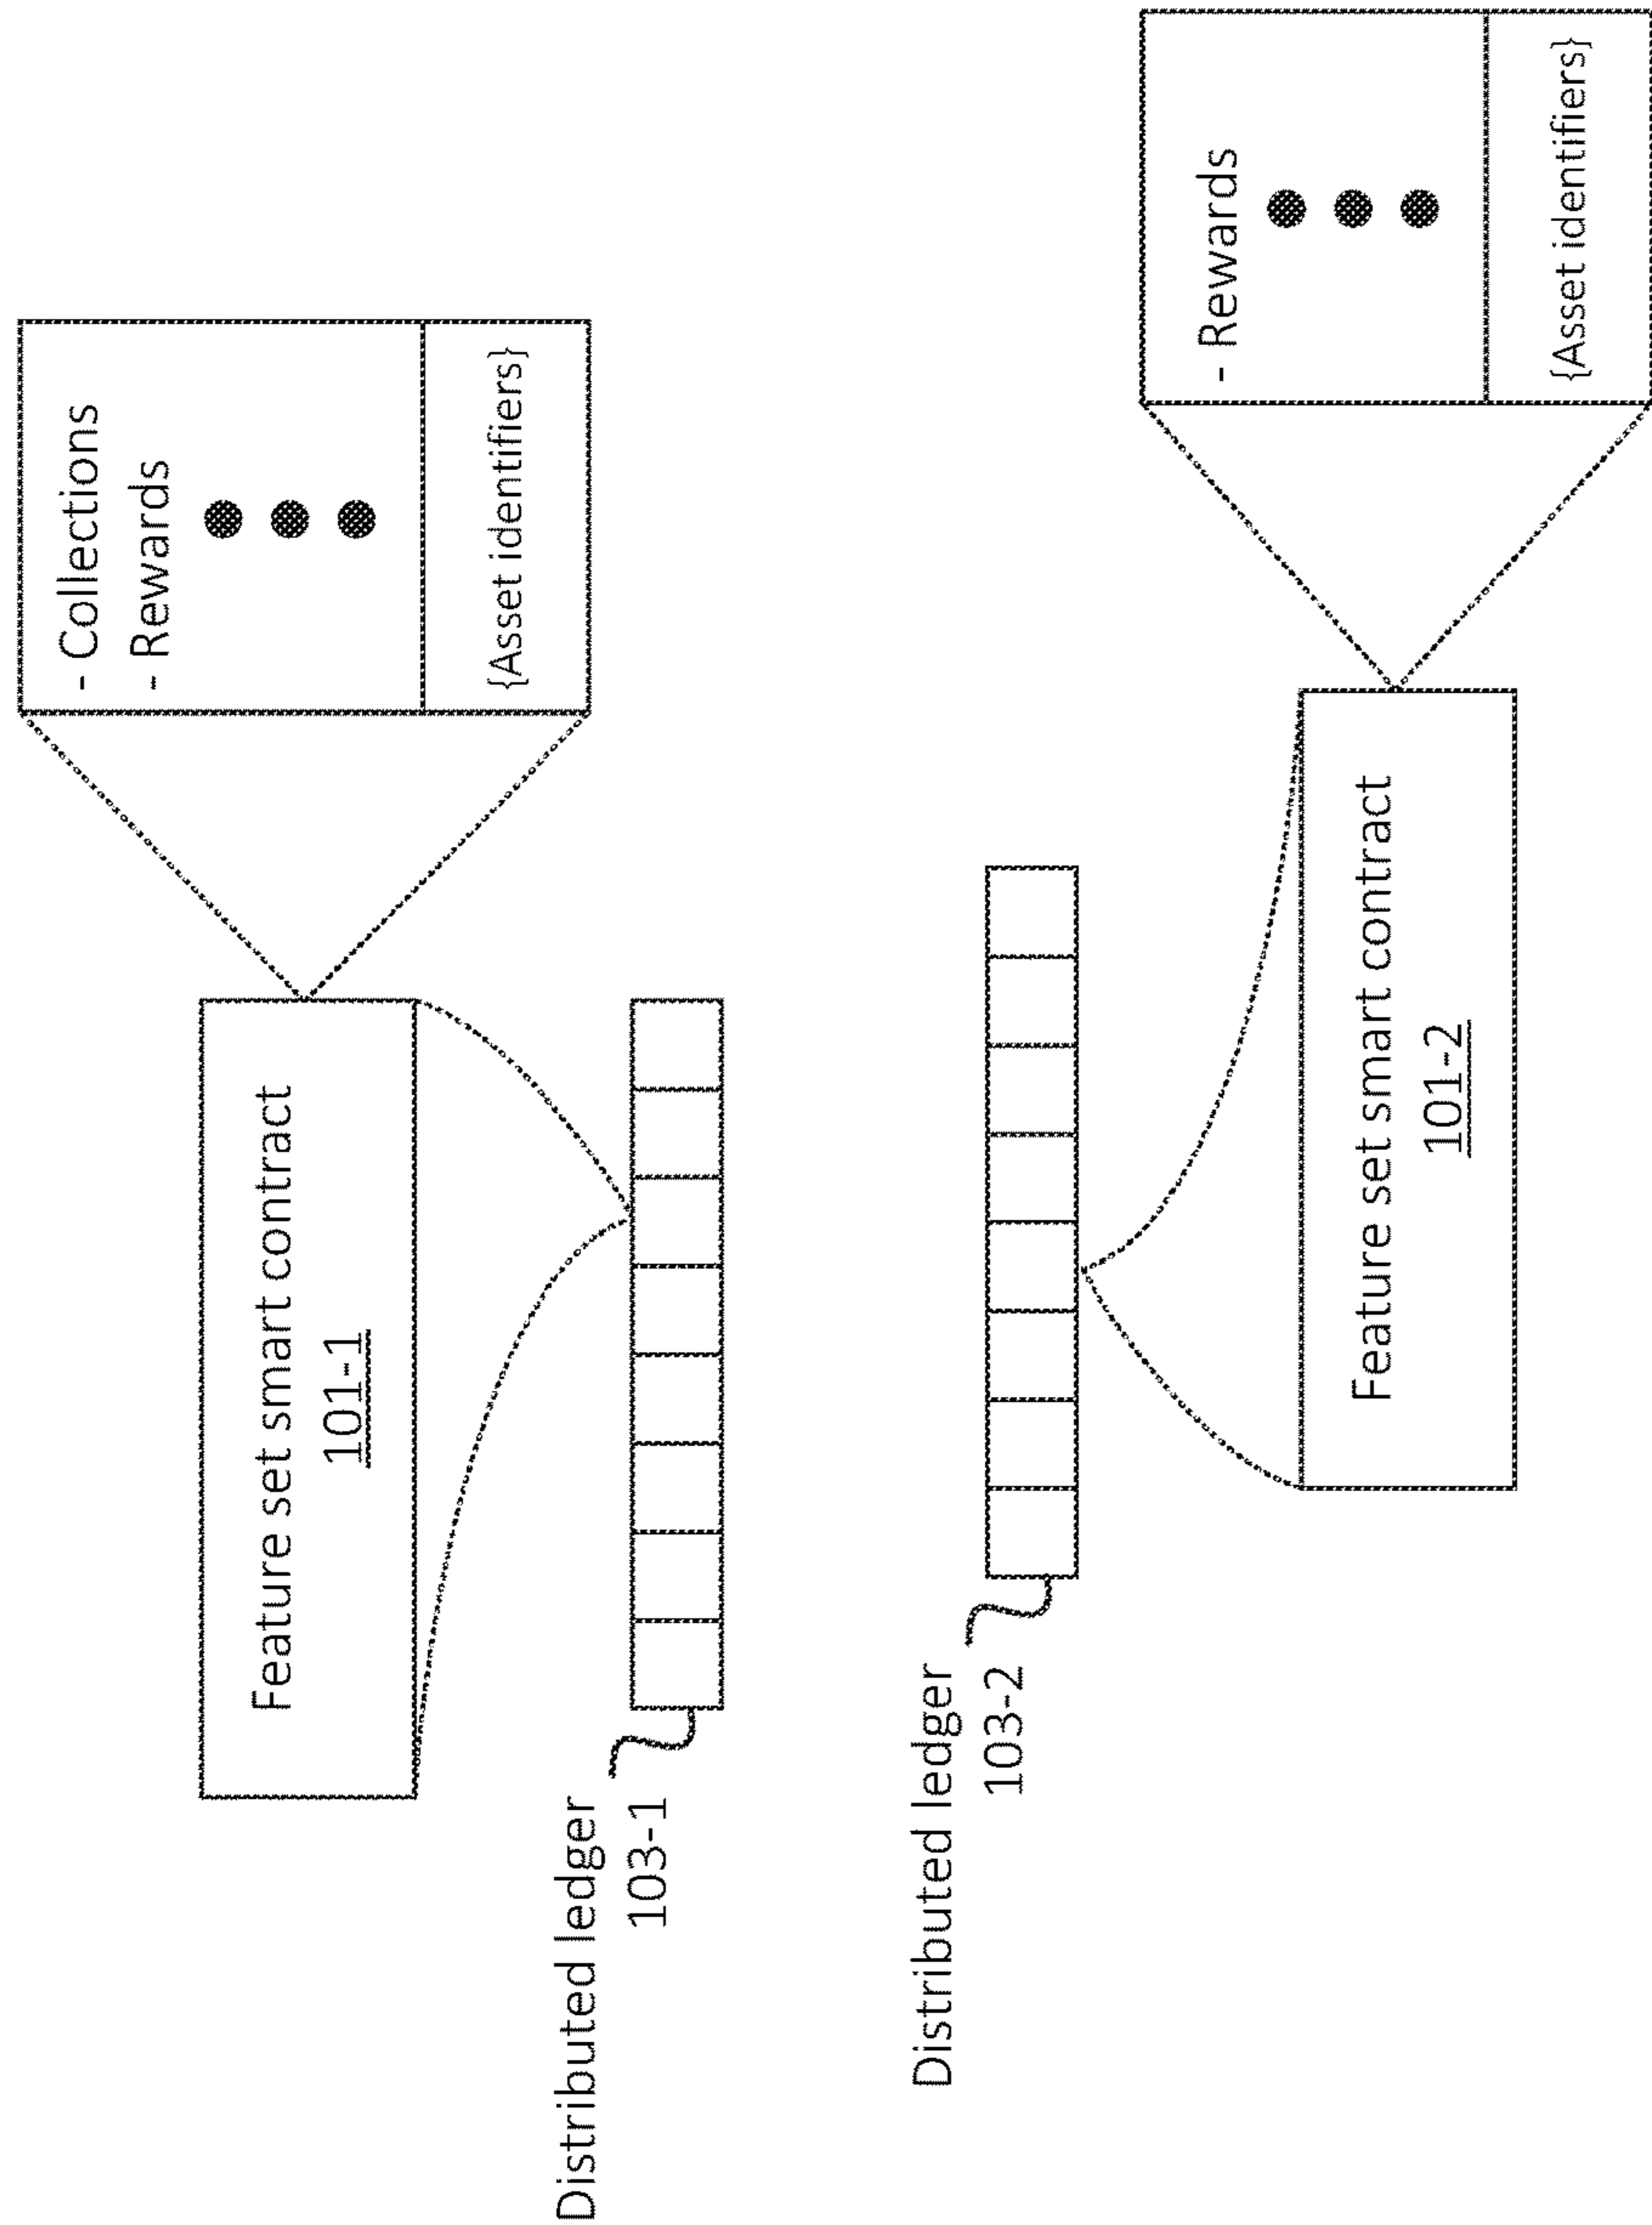 - Collections
- Rewards
{Asset identifiers}
Feature set smart contract
101-1
Distributed ledger
103-1
Distributed ledger
103-2
Feature set smart contract
101-2
- Rewards
{Asset identifiers}